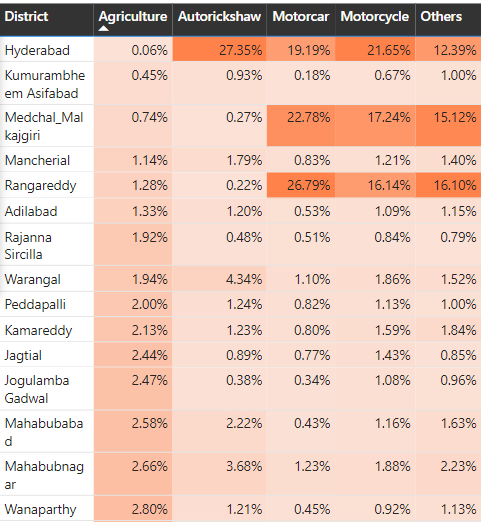 District Agriculture Autorickshaw Motorcar Motorcycle Others
Hyderabad 0.06% 27.35% 19.19% 21.65% 12.39%
Kumurambhe 0.45% 0.93% 0.18% 0.67% 1.00%
em Asifabad
Medchal_Mal 0.74% 0.27% 22.78% 17.24% 15.12%
kajgiri
Mancherial 1.14% 1.79% 0.83% 1.21% 1.40%
Rangareddy 1.28% 0.22% 26.79% 16.14% 16.10%
Adilabad 1.33% 1.20% 0.53% 1.09% 1.15%
Rajanna 1.92% 0.48% 0.51% 0.84% 0.79%
Sircilla
Warangal 1.94% 4.34% 1.10% 1.86% 1.52%
Peddapalli 2.00% 1.24% 0.82% 1.13% 1.00%
Kamareddy 2.13% 1.23% 0.80% 1.59% 1.84%
Jagtial 2.44% 0.89% 0.77% 1.43% 0.85%
Jogulamba 2.47% 0.38% 0.34% 1.08% 0.96%
Gadwal
Mahabubaba 2.58% 2.22% 0.43% 1.16% 1.63%
d
Mahabubnag 2.66% 3.68% 1.23% 1.88% 2.23%
ar
Wanaparthy 2.80% 1.21% 0.45% 0.92% 1.13%